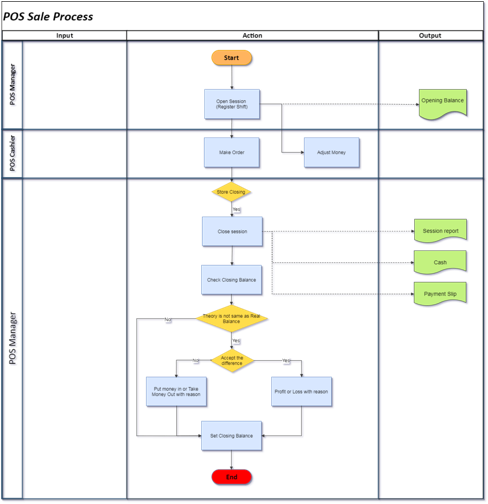 POS Sale Process
Input
Action
Output
POS Manager
Start
Open Session
(Register Shift)
Opening Balance
POS Cashier
Make Order
Adjust Money
POS Manager
Store Closing
Yes
Close session
Session report
Cash
Check Closing Balance
Payment Slip
Theory is not same as Real
Balance
No
Yes
Accept the
difference
No
Yes
Put money in or Take
Money Out with reason
Profit or Loss with reason
Set Closing Balance
End